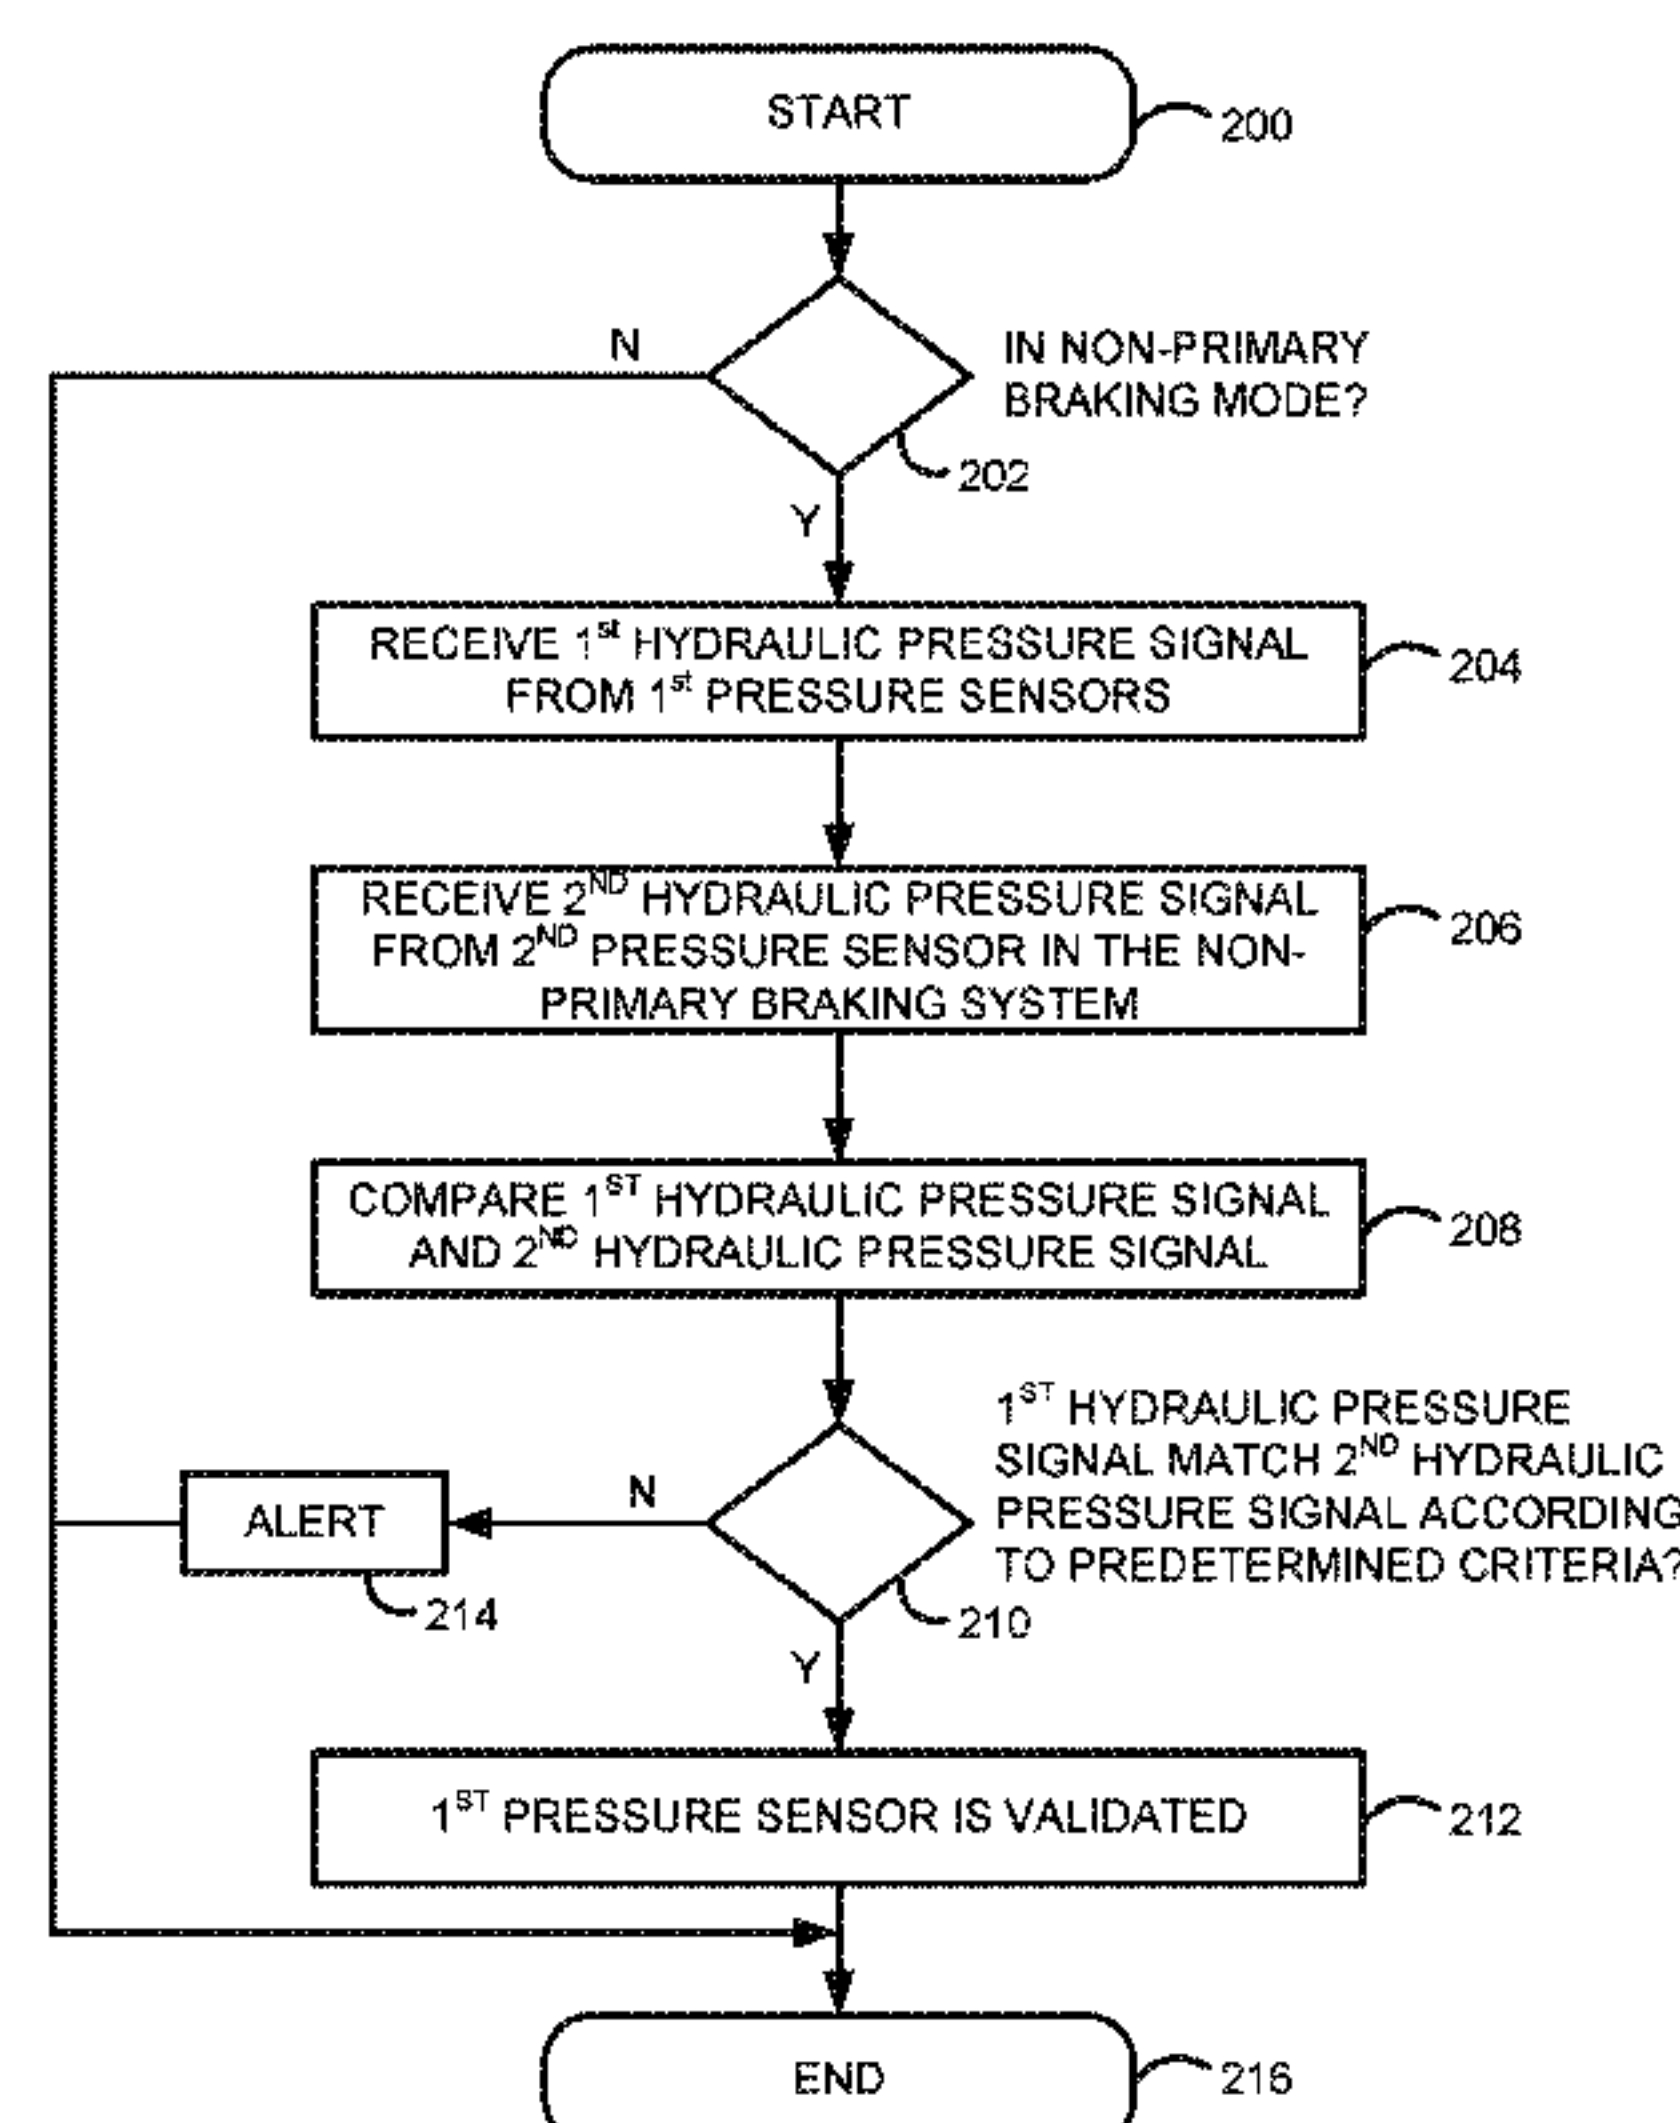 START
200
N
IN NON-PRIMARY
BRAKING MODE?
202
Y
RECEIVE 1st HYDRAULIC PRESSURE SIGNAL
FROM 1st PRESSURE SENSORS
204
RECEIVE 2ND HYDRAULIC PRESSURE SIGNAL
FROM 2ND PRESSURE SENSOR IN THE NON-
PRIMARY BRAKING SYSTEM
206
COMPARE 1ST HYDRAULIC PRESSURE SIGNAL
AND 2ND HYDRAULIC PRESSURE SIGNAL
208
1ST HYDRAULIC PRESSURE
SIGNAL MATCH 2ND HYDRAULIC
PRESSURE SIGNAL ACCORDING
TO PREDETERMINED CRITERIA?
N
ALERT
214
210
Y
1ST PRESSURE SENSOR IS VALIDATED
212
END
216